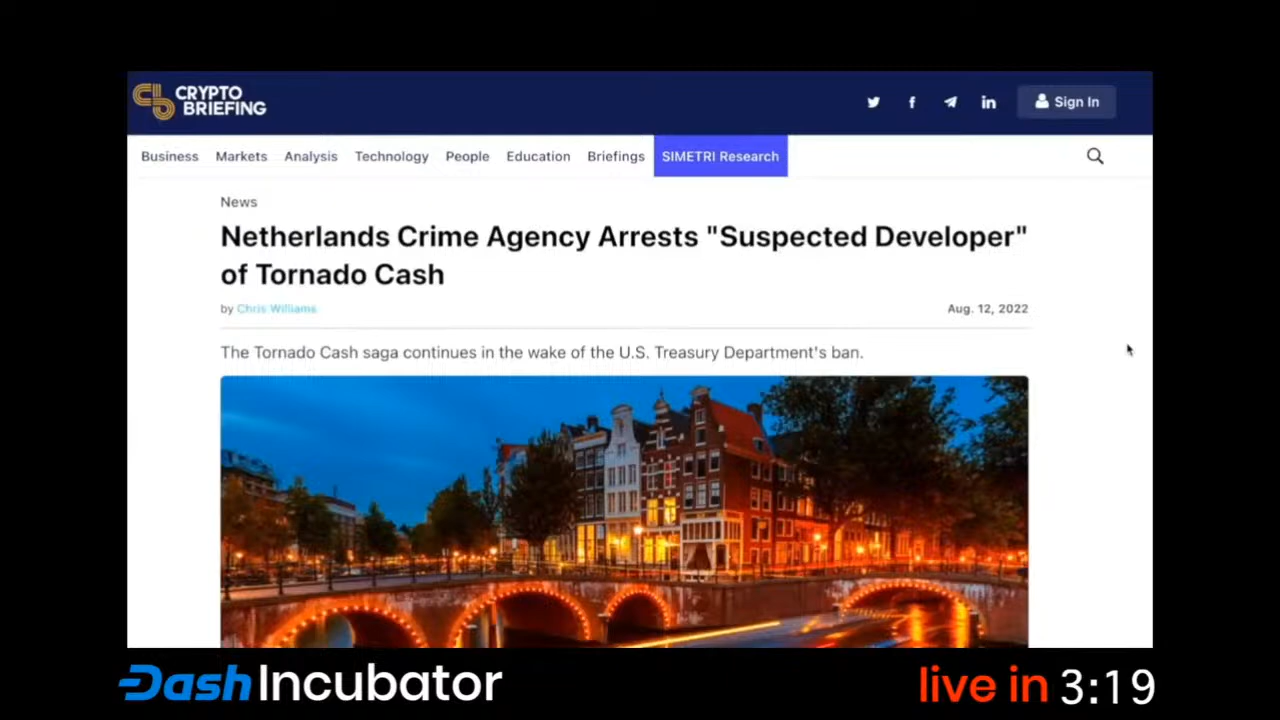 CRYPTO
BRIEFING
Sign In
Business Markets Analysis Technology People Education Briefings SIMETRI Research
News
Netherlands Crime Agency Arrests "Suspected Developer"
of Tornado Cash
by Chris Williams Aug. 12, 2022
The Tornado Cash saga continues in the wake of the U.S. Treasury Department's ban.
Dash Incubator live in 3:19